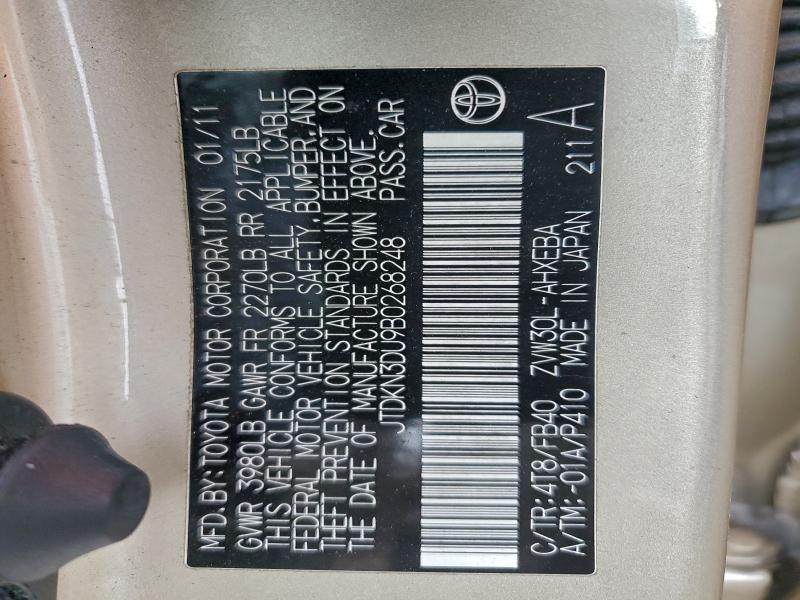 MFD.BY:TOYOTA MOTOR CORPORATION 01/11
GVWR 3980LB GAWR FR 2270LB RR 2175LB
THIS VEHICLE CONFORMS TO ALL APPLICABLE
FEDERAL MOTOR VEHICLE SAFETY,BUMPER,AND
THEFT PREVENTION STANDARDS IN EFFECT ON
THE DATE OF MANUFACTURE SHOWN ABOVE.
JTDKN3DU9B0268248 PASS.CAR
C/TR:4T8/FB40 ZVW30L-AHXEBA
A/TM:-01A/P410 MADE IN JAPAN 211 A